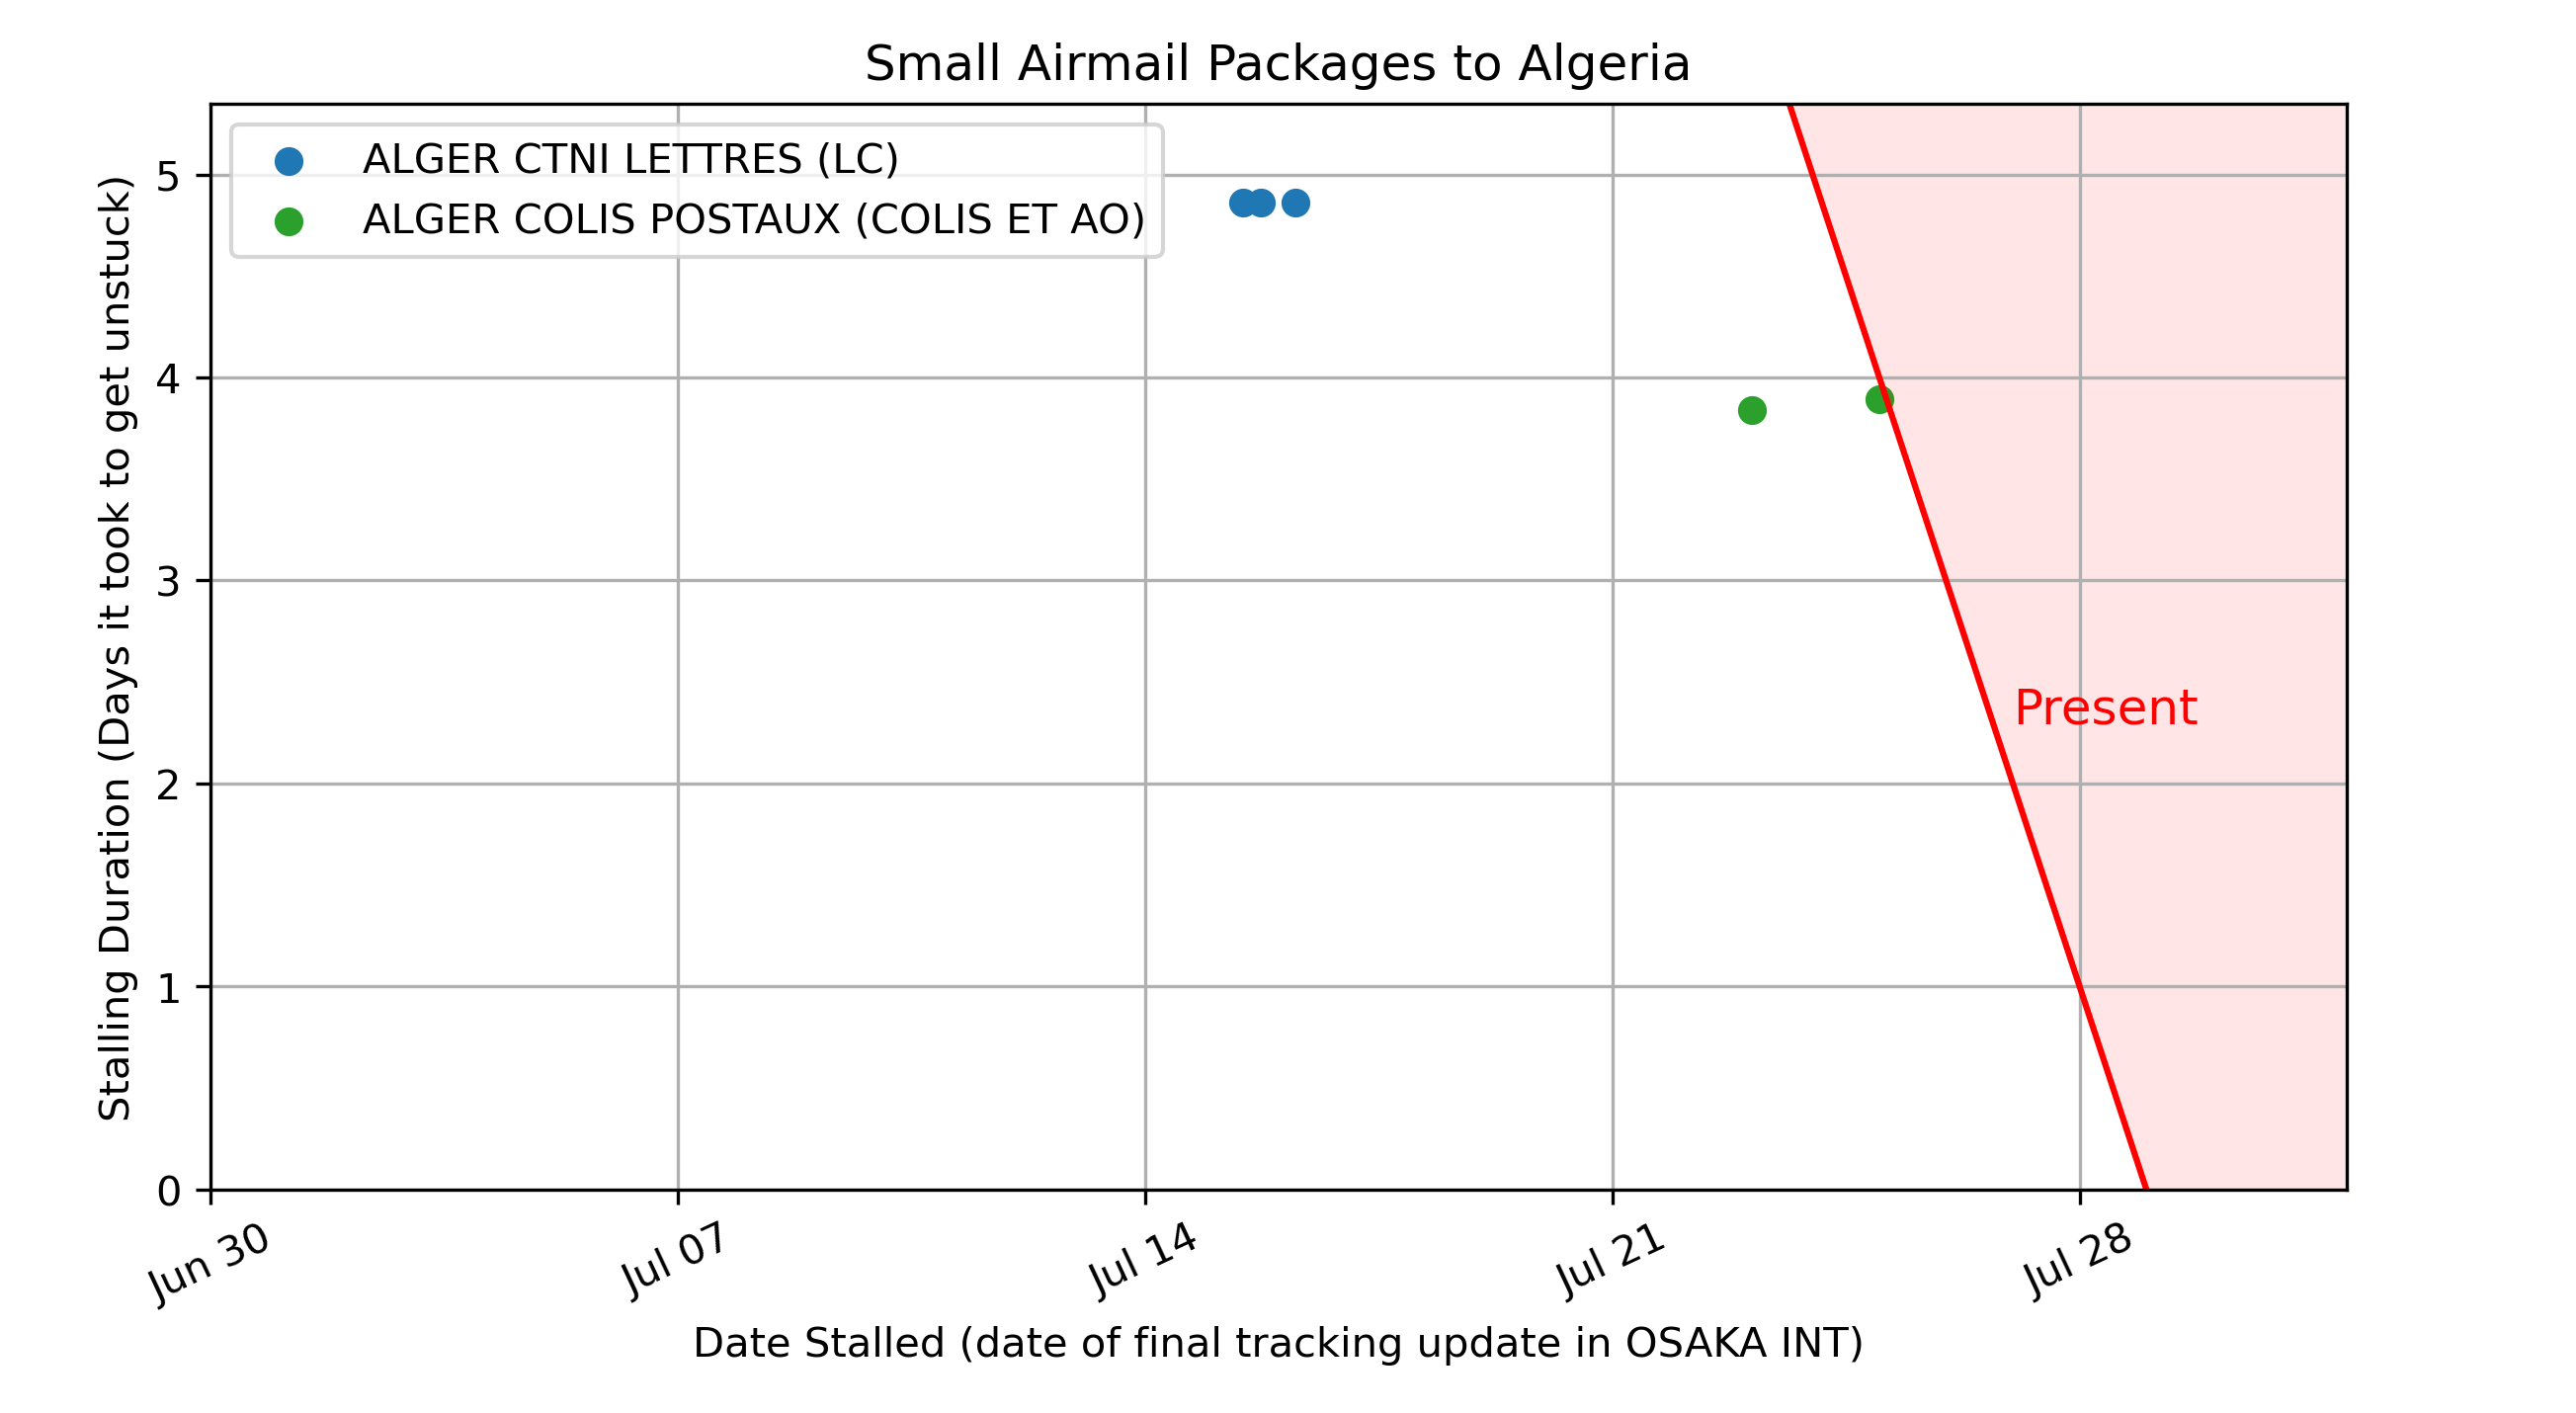 Small Airmail Packages to Algeria
ALGER CTNI LETTRES (LC)
ALGER COLIS POSTAUX (COLIS ET AO)
Stalling Duration (Days it took to get unstuck)
5
4
3
2
1
0
Present
Jun 30
Jul 07
Jul 14
Jul 21
Jul 28
Date Stalled (date of final tracking update in OSAKA INT)